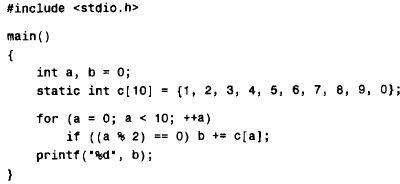 #include <stdio.h>
main()
{
int a, b = 0;
static int c[10] = {1, 2, 3, 4, 5, 6, 7, 8, 9, 0};
for (a = 0; a < 10; ++a)
if ((a % 2) == 0) b += c[a];
printf("%d", b);
}